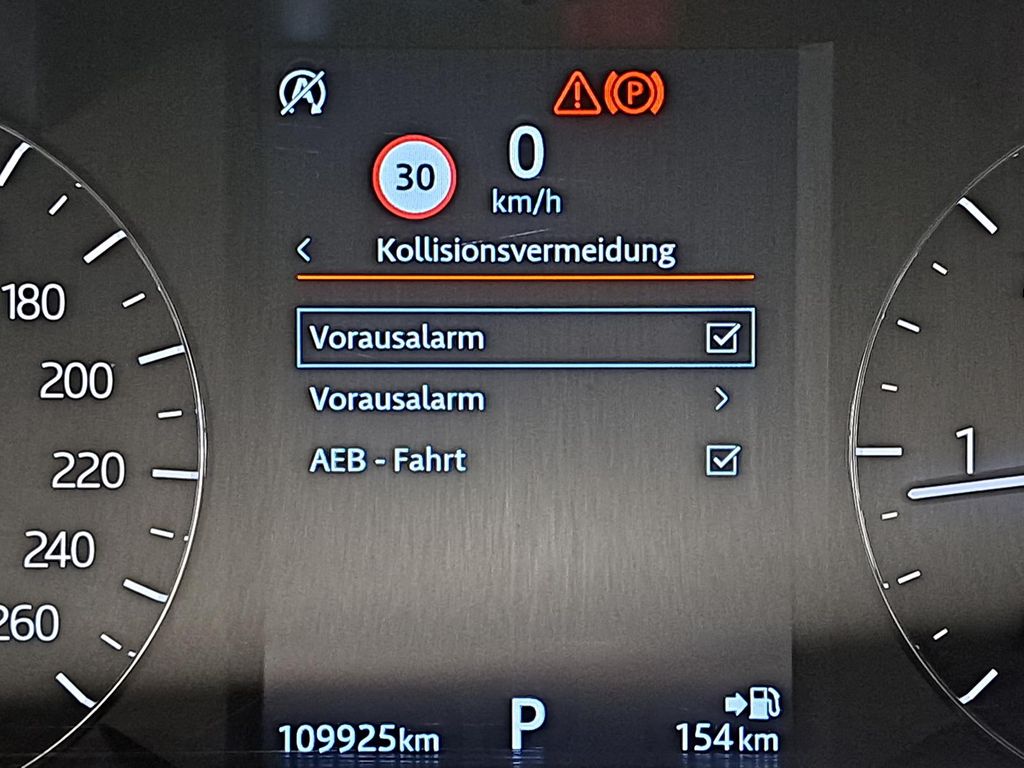 A
P
30
0
km/h
Kollisionsvermeidung
Vorausalarm
Vorausalarm
AEB - Fahrt
180
200
220
240
260
1
109925km
P
154km